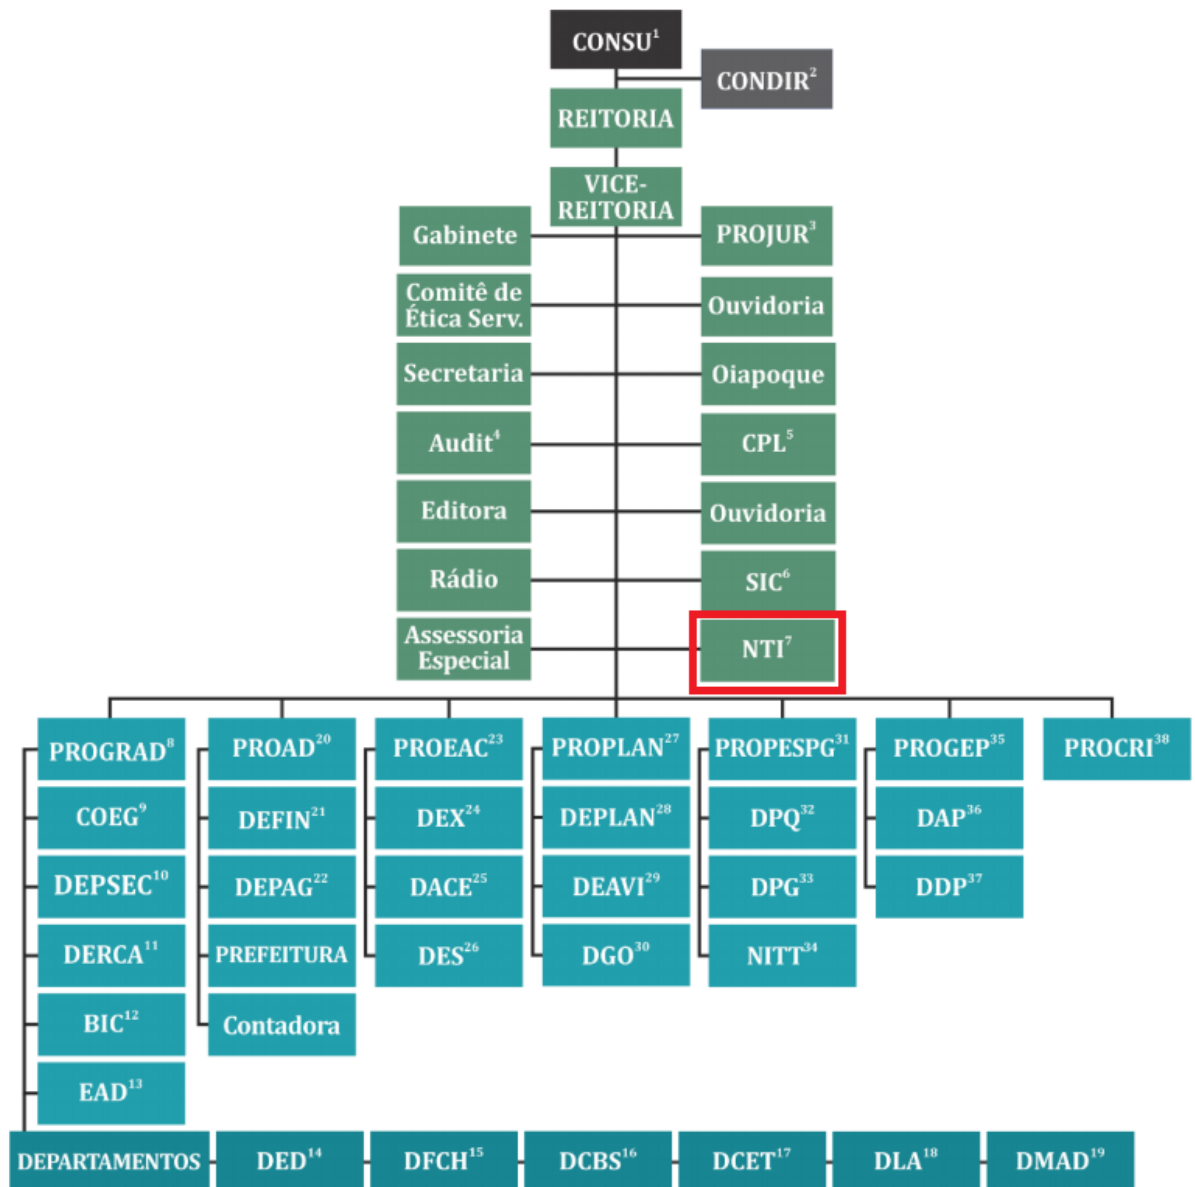 CONSU¹
CONDIR²
REITORIA
VICE-
REITORIA
Gabinete
PROJUR³
Comitê de
Ética Serv.
Ouvidoria
Secretaria
Oiapoque
Audit⁴
CPL⁵
Editora
Ouvidoria
Rádio
SIC⁶
Assessoria
Especial
NTI⁷
PROGRAD⁸
PROAD²⁰
PROEAC²³
PROPLAN²⁷
PROPESPG³¹
PROGEP³⁵
PROCRI³⁸
COEG⁹
DEFIN²¹
DEX²⁴
DEPLAN²⁸
DPQ³²
DAP³⁶
DEPSEC¹⁰
DEPAG²²
DACE²⁵
DEAVI²⁹
DPG³³
DDP³⁷
DERCA¹¹
PREFEITURA
DES²⁶
DGO³⁰
NITT³⁴
BIC¹²
Contadora
EAD¹³
DEPARTAMENTOS
DED¹⁴
DFCH¹⁵
DCBS¹⁶
DCET¹⁷
DLA¹⁸
DMAD¹⁹